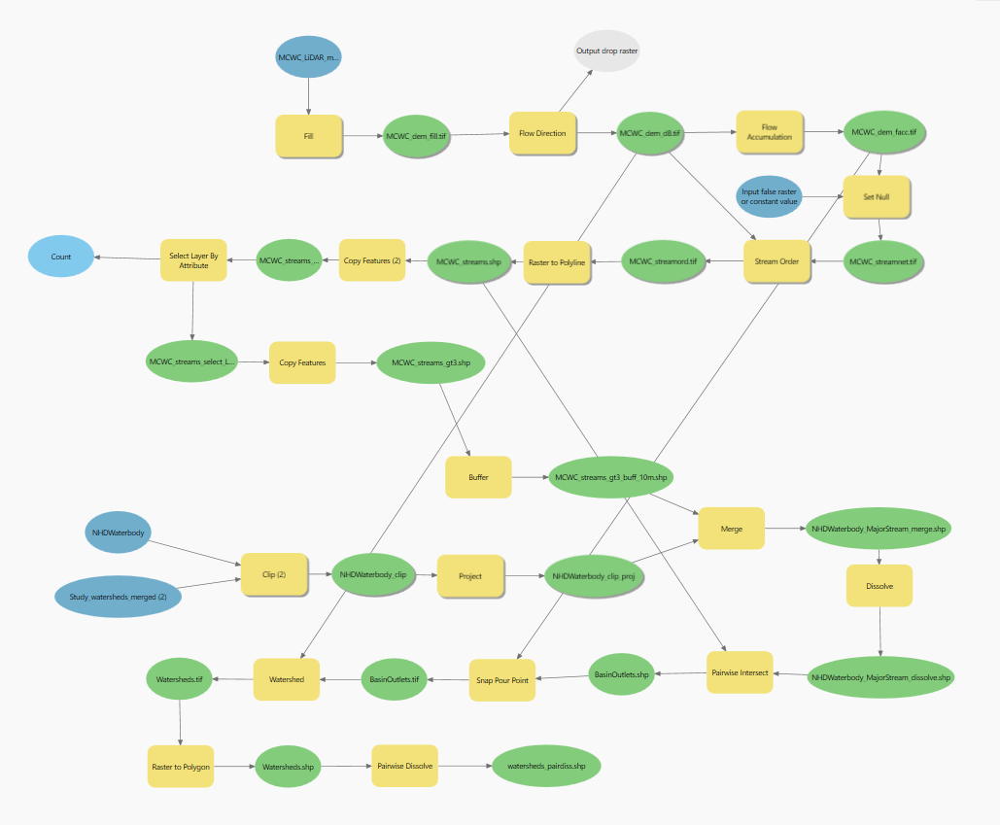 Output drop raster
MCWC_LiDAR_m...
Fill
MCWC_dem_fill.tif
Flow Direction
MCWC_dem_d8.tif
Flow
Accumulation
MCWC_dem_facc.tif
Input false raster
or constant value
Set Null
Count
Select Layer By
Attribute
MCWC_streams_...
Copy Features (2)
MCWC_streams.shp
Raster to Polyline
MCWC_streamord.tif
Stream Order
MCWC_streamnet.tif
MCWC_streams_select_L...
Copy Features
MCWC_streams_gt3.shp
Buffer
MCWC_streams_gt3_buff_10m.shp
NHDWaterbody
Merge
NHDWaterbody_MajorStream_merge.shp
Study_watersheds_merged (2)
Clip (2)
NHDWaterbody_clip
Project
NHDWaterbody_clip_proj
Dissolve
Watersheds.tif
Watershed
BasinOutlets.tif
Snap Pour Point
BasinOutlets.shp
Pairwise Intersect
NHDWaterbody_MajorStream_dissolve.shp
Raster to Polygon
Watersheds.shp
Pairwise Dissolve
watersheds_pairdiss.shp